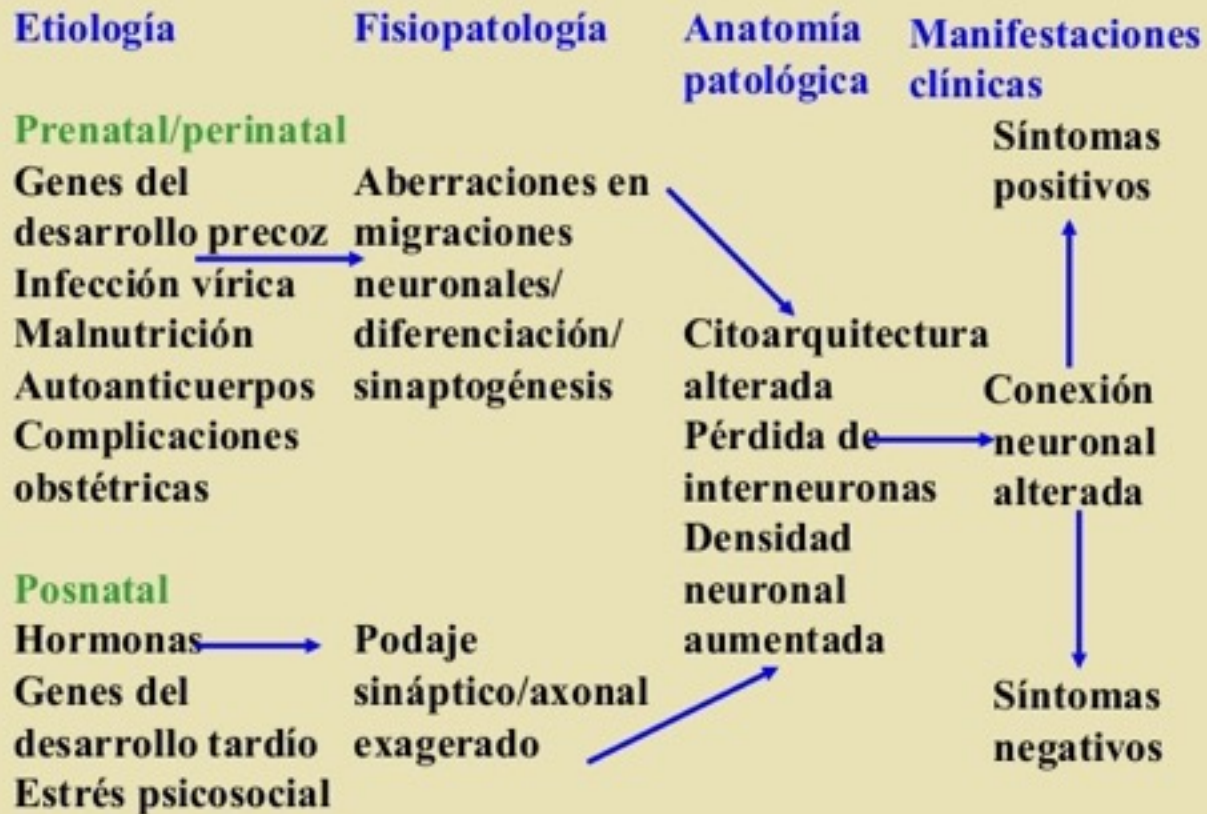 Etiología
Fisiopatología
Anatomía
patológica
Manifestaciones
clínicas
Prenatal/perinatal
Genes del
desarrollo precoz
Infección vírica
Malnutrición
Autoanticuerpos
Complicaciones
obstétricas
Aberraciones en
migraciones
neuronales/
diferenciación/
sinaptogénesis
Citoarquitectura
alterada
Pérdida de
interneuronas
Densidad
neuronal
aumentada
Síntomas
positivos
Conexión
neuronal
alterada
Síntomas
negativos
Posnatal
Hormonas
Genes del
desarrollo tardío
Estrés psicosocial
Podaje
sináptico/axonal
exagerado